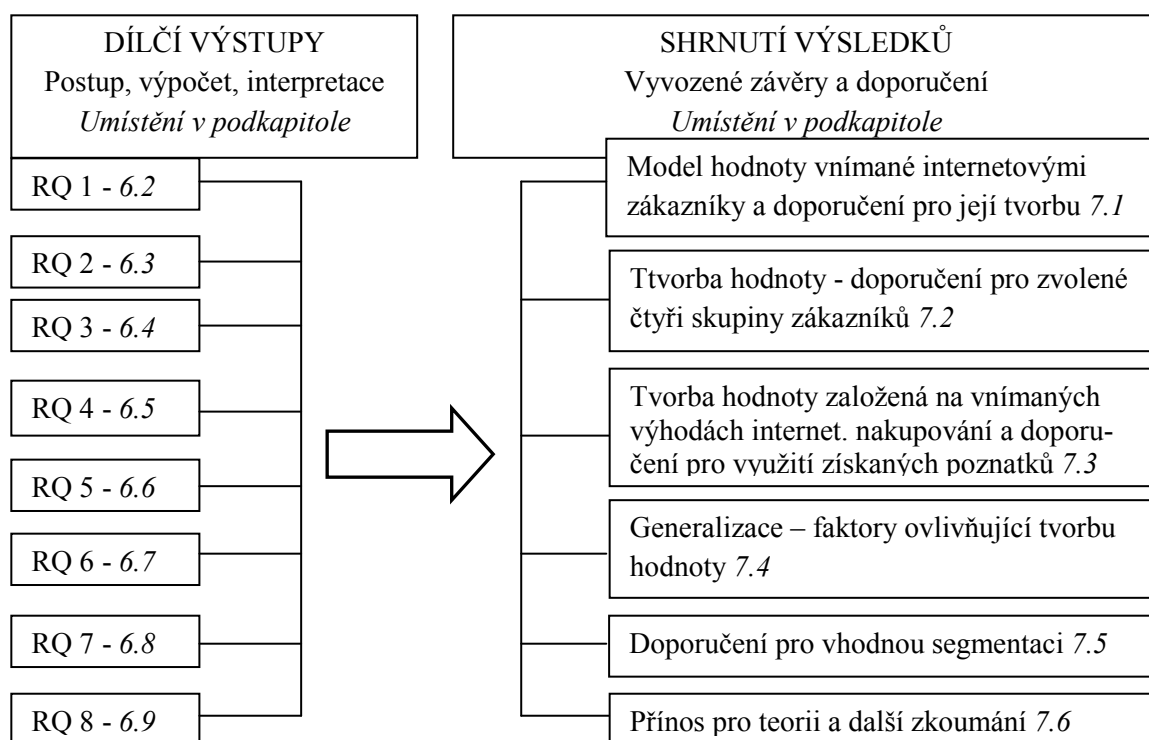 DÍLČÍ VÝSTUPY
Postup, výpočet, interpretace
Umístění v podkapitole
RQ 1 - 6.2
RQ 2 - 6.3
RQ 3 - 6.4
RQ 4 - 6.5
RQ 5 - 6.6
RQ 6 - 6.7
RQ 7 - 6.8
RQ 8 - 6.9
SHRNUTÍ VÝSLEDKŮ
Vyvozené závěry a doporučení
Umístění v podkapitole
Model hodnoty vnímané internetovými
zákazníky a doporučení pro její tvorbu 7.1
Ttvorba hodnoty - doporučení pro zvolené
čtyři skupiny zákazníků 7.2
Tvorba hodnoty založená na vnímaných
výhodách internet. nakupování a doporu-
čení pro využití získaných poznatků 7.3
Generalizace – faktory ovlivňující tvorbu
hodnoty 7.4
Doporučení pro vhodnou segmentaci 7.5
Přínos pro teorii a další zkoumání 7.6